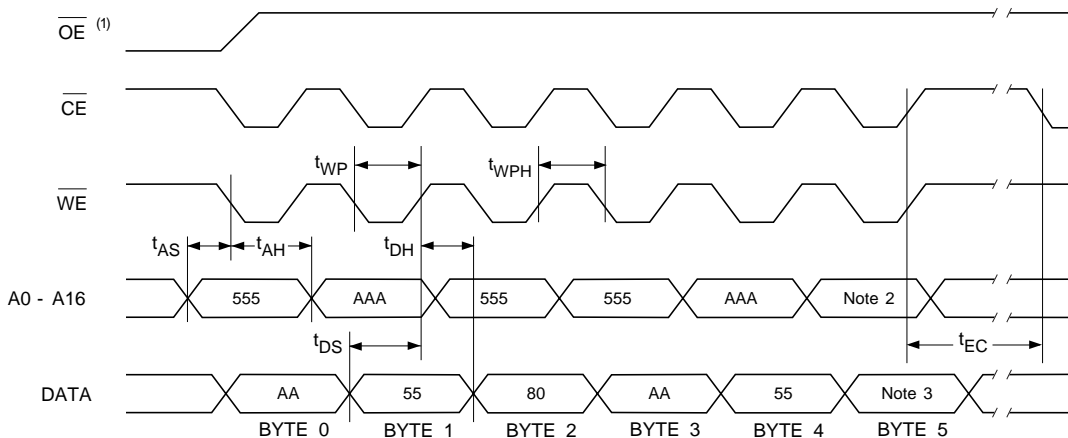 OE (1)
CE
tWP
tWPH
WE
tAS
tAH
tDH
A0 - A16
555
AAA
555
555
AAA
Note 2
tDS
tEC
DATA
AA
55
80
AA
55
Note 3
BYTE 0
BYTE 1
BYTE 2
BYTE 3
BYTE 4
BYTE 5